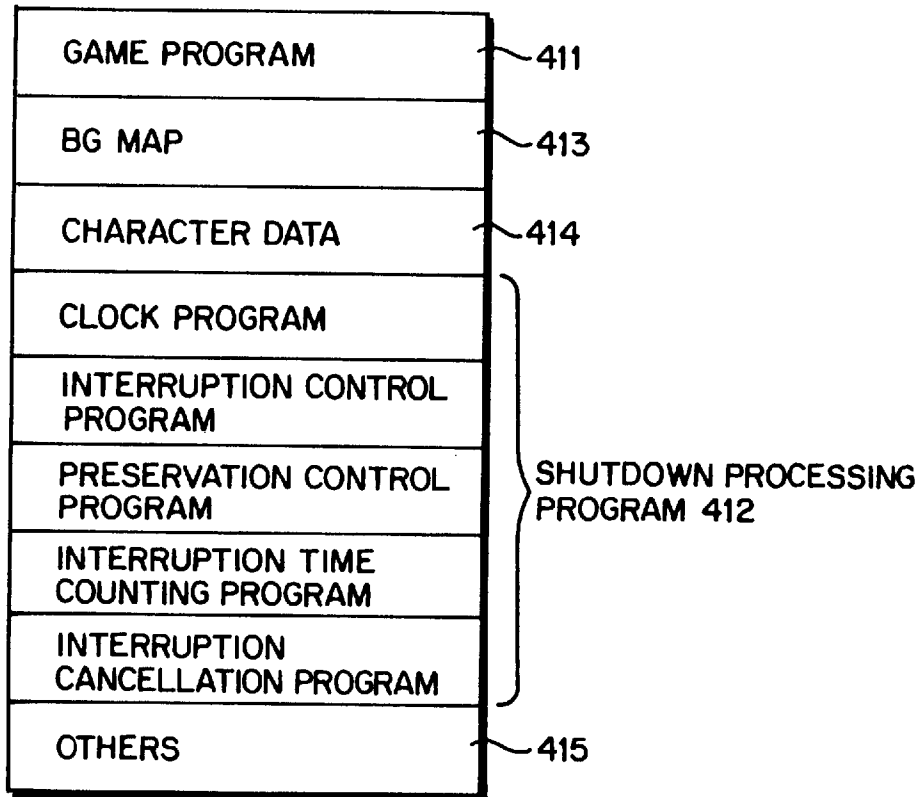 GAME PROGRAM
411
BG MAP
413
CHARACTER DATA
414
CLOCK PROGRAM
INTERRUPTION CONTROL
PROGRAM
PRESERVATION CONTROL
PROGRAM
INTERRUPTION TIME
COUNTING PROGRAM
INTERRUPTION
CANCELLATION PROGRAM
SHUTDOWN PROCESSING
PROGRAM 412
OTHERS
415